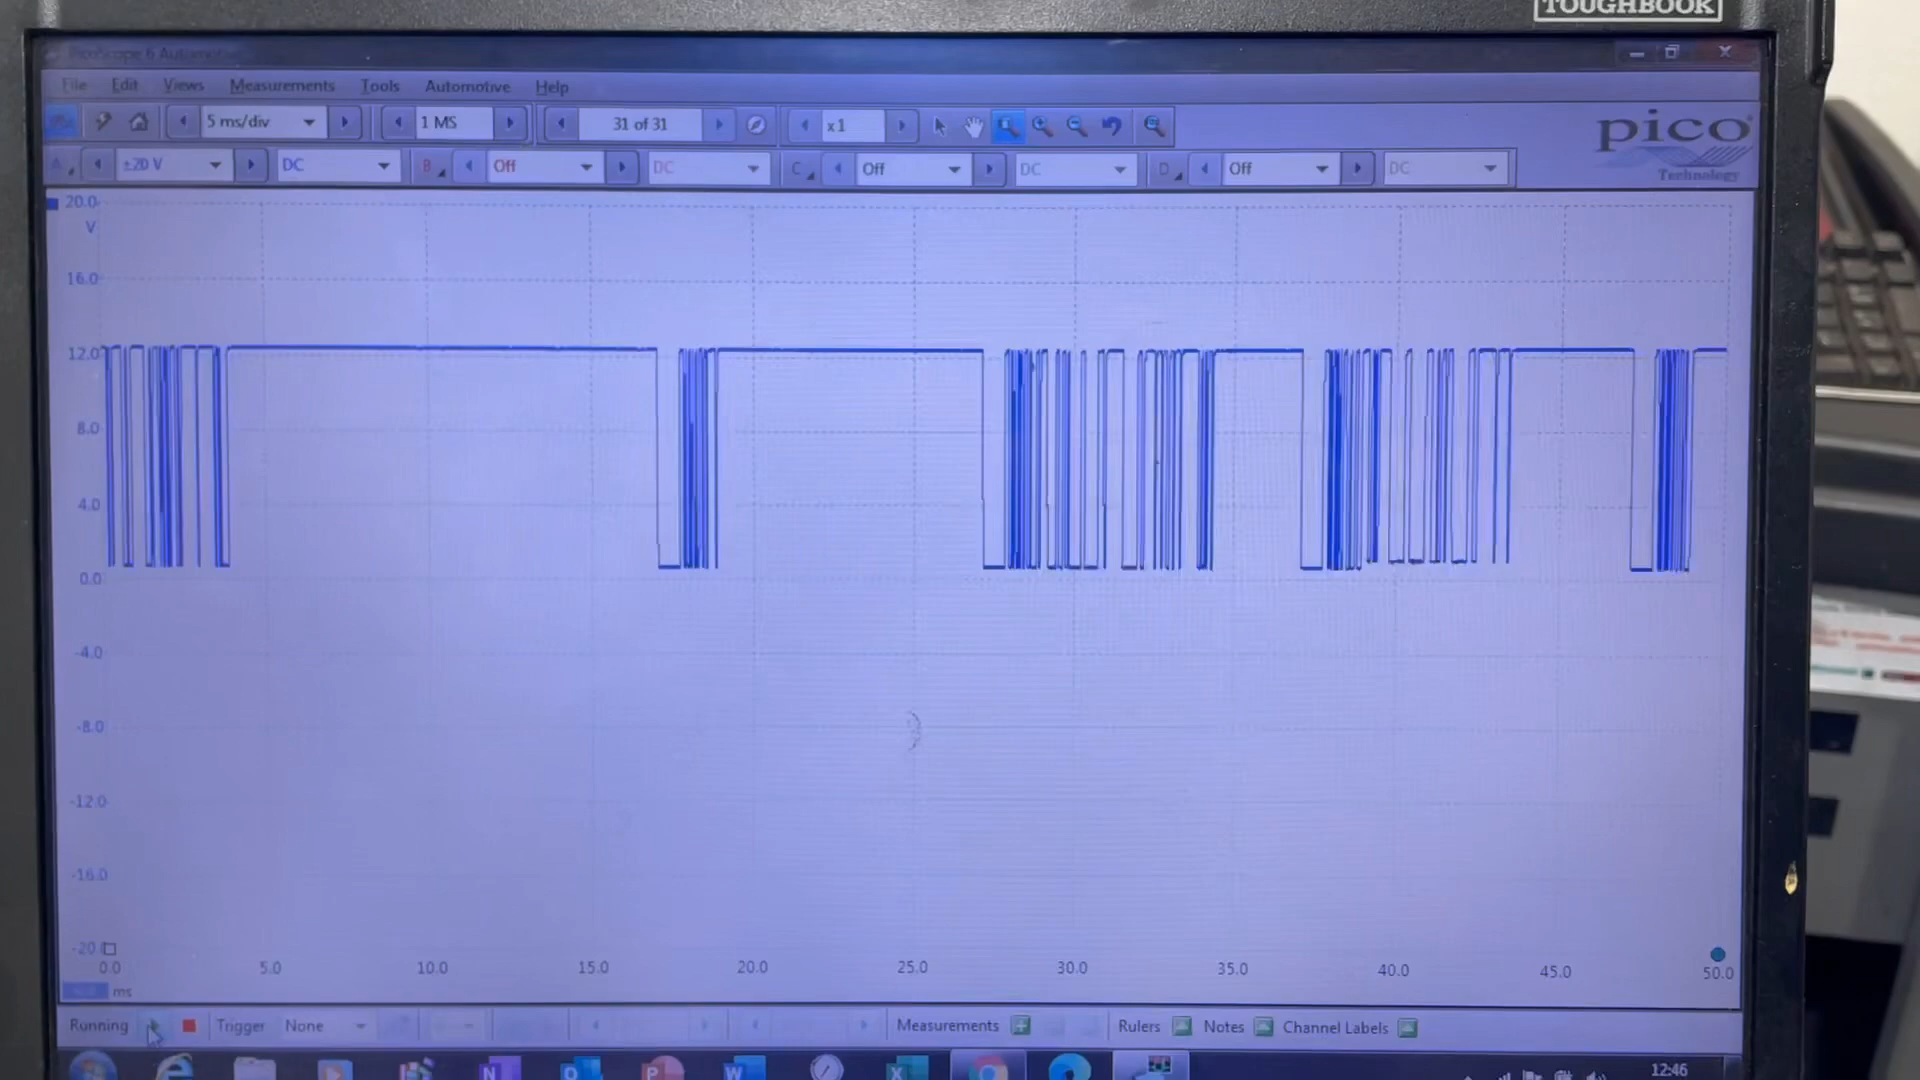 TOUGHBOOK
PicoScope 6 Automotive
File Edit Views Measurements Tools Automotive Help
5 ms/div 1 MS 31 of 31 x1
pico
Technology
A ±20 V DC B Off DC C Off DC D Off DC
20.0
V
16.0
12.0
8.0
4.0
0.0
-4.0
-8.0
-12.0
-16.0
-20.0
0.0 5.0 10.0 15.0 20.0 25.0 30.0 35.0 40.0 45.0 50.0
ms
Running Trigger None Measurements Rulers Notes Channel Labels
N O P W X
12:46